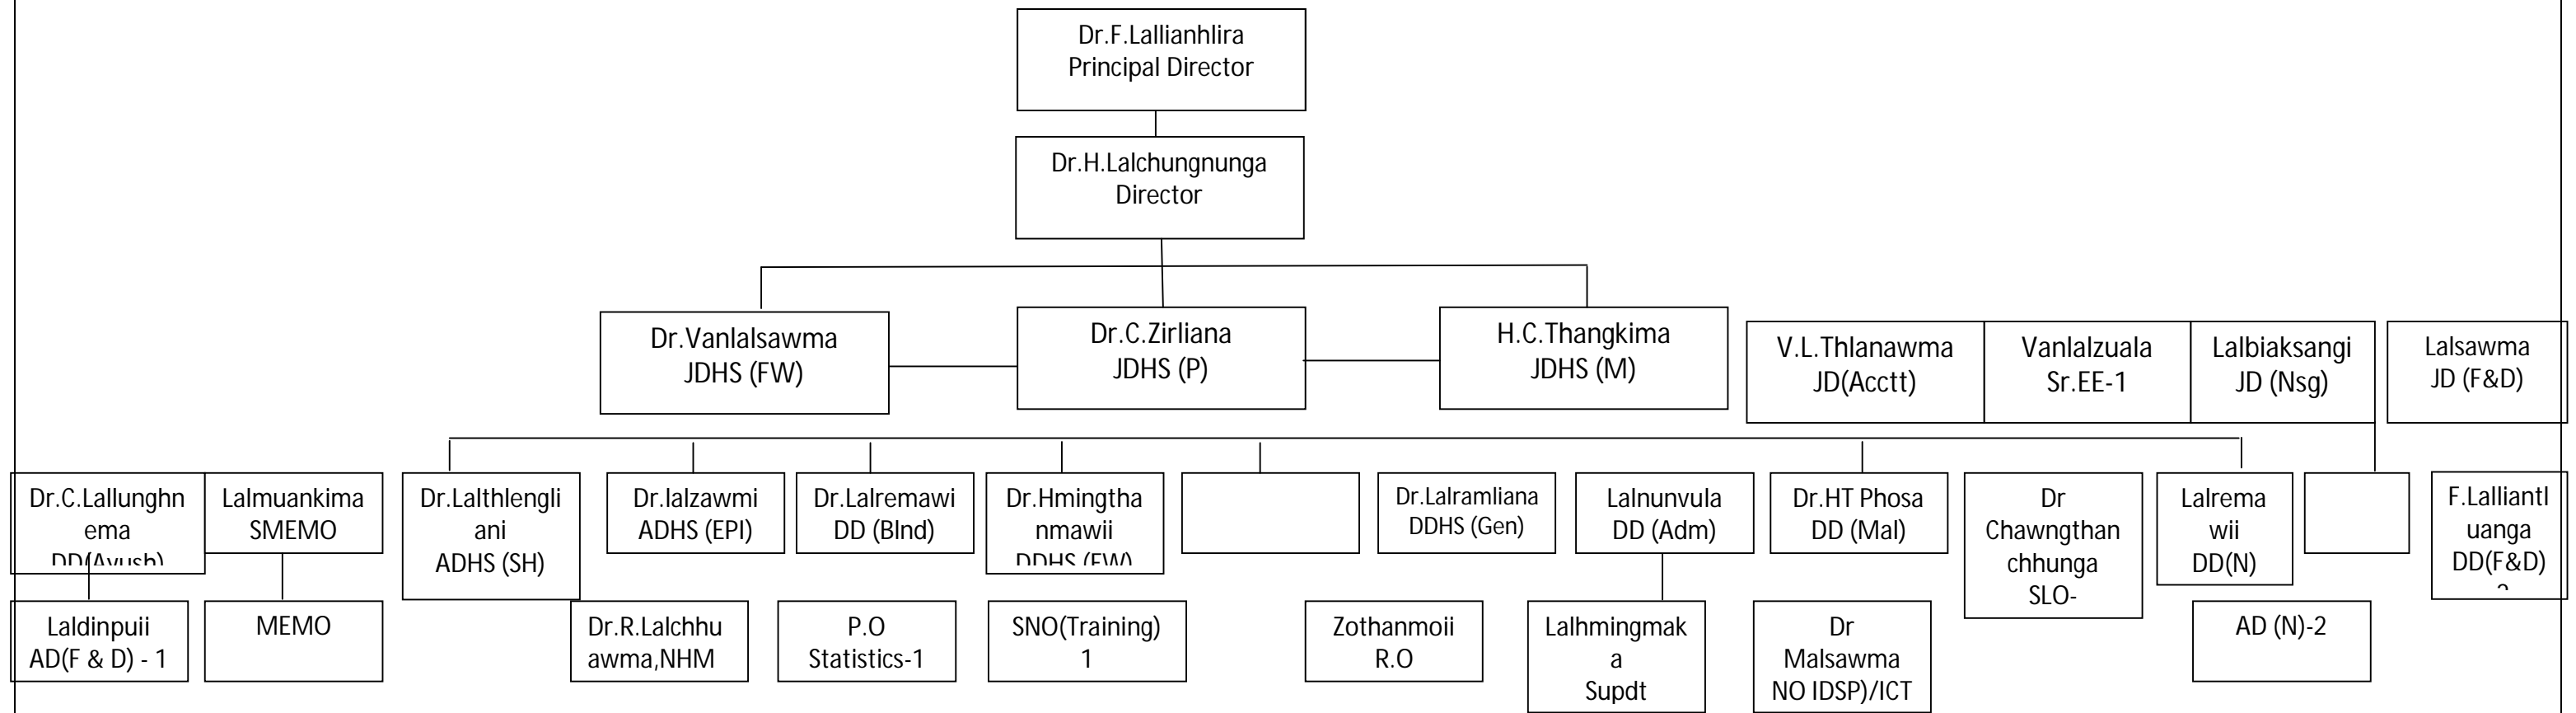 Dr.F.Lallianhlira
Principal Director
Dr.H.Lalchungnunga
Director
Dr.Vanlalsawma
JDHS (FW)
Dr.C.Zirliana
JDHS (P)
H.C.Thangkima
JDHS (M)
V.L.Thlanawma
JD(Acctt)
Vanlalzuala
Sr.EE-1
Lalbiaksangi
JD (Nsg)
Lalsawma
JD (F&D)
Dr.C.Lallunghn
ema
DD(Ayush)
Lalmuankima
SMEMO
Dr.Lalthlengli
ani
ADHS (SH)
Dr.lalzawmi
ADHS (EPI)
Dr.Lalremawi
DD (Blnd)
Dr.Hmingtha
nmawii
DDHS (FW)
Dr.Lalramliana
DDHS (Gen)
Lalnunvula
DD (Adm)
Dr.HT Phosa
DD (Mal)
Dr
Chawngthan
chhunga
SLO-
Lalrema
wii
DD(N)
F.Lalliantl
uanga
DD(F&D)
Laldinpuii
AD(F & D) - 1
MEMO
Dr.R.Lalchhu
awma,NHM
P.O
Statistics-1
SNO(Training)
1
Zothanmoii
R.O
Lalhmingmak
a
Supdt
Dr
Malsawma
NO IDSP)/ICT
AD (N)-2